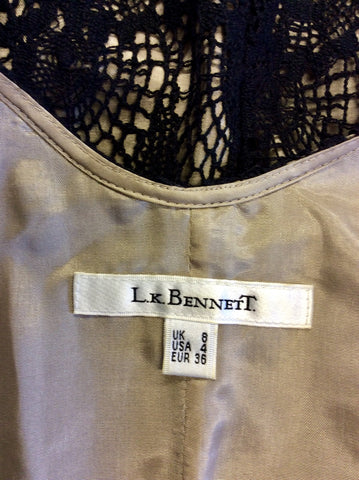 L.K.BENNETT.
UK 8
USA 4
EUR 36